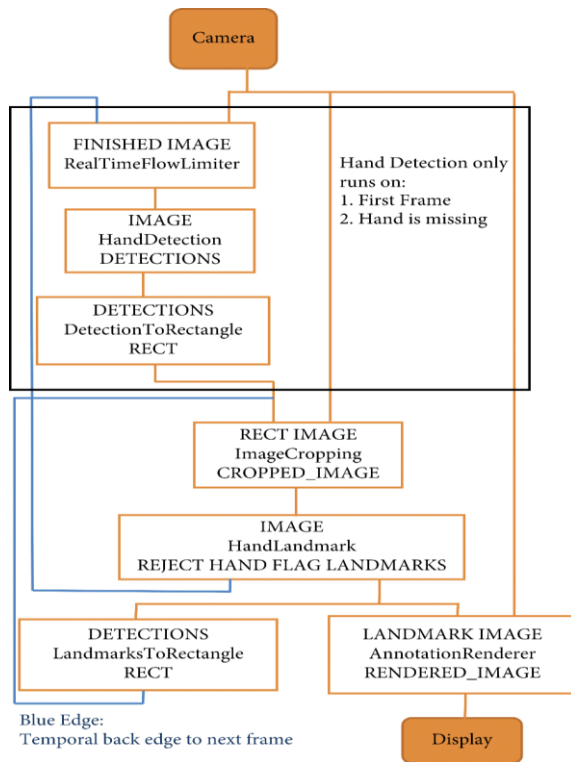 Camera
FINISHED IMAGE
RealTimeFlowLimiter
Hand Detection only
runs on:
1. First Frame
2. Hand is missing
IMAGE
HandDetection
DETECTIONS
DETECTIONS
DetectionToRectangle
RECT
RECT IMAGE
ImageCropping
CROPPED_IMAGE
IMAGE
HandLandmark
REJECT HAND FLAG LANDMARKS
DETECTIONS
LandmarksToRectangle
RECT
LANDMARK IMAGE
AnnotationRenderer
RENDERED_IMAGE
Blue Edge:
Temporal back edge to next frame
Display